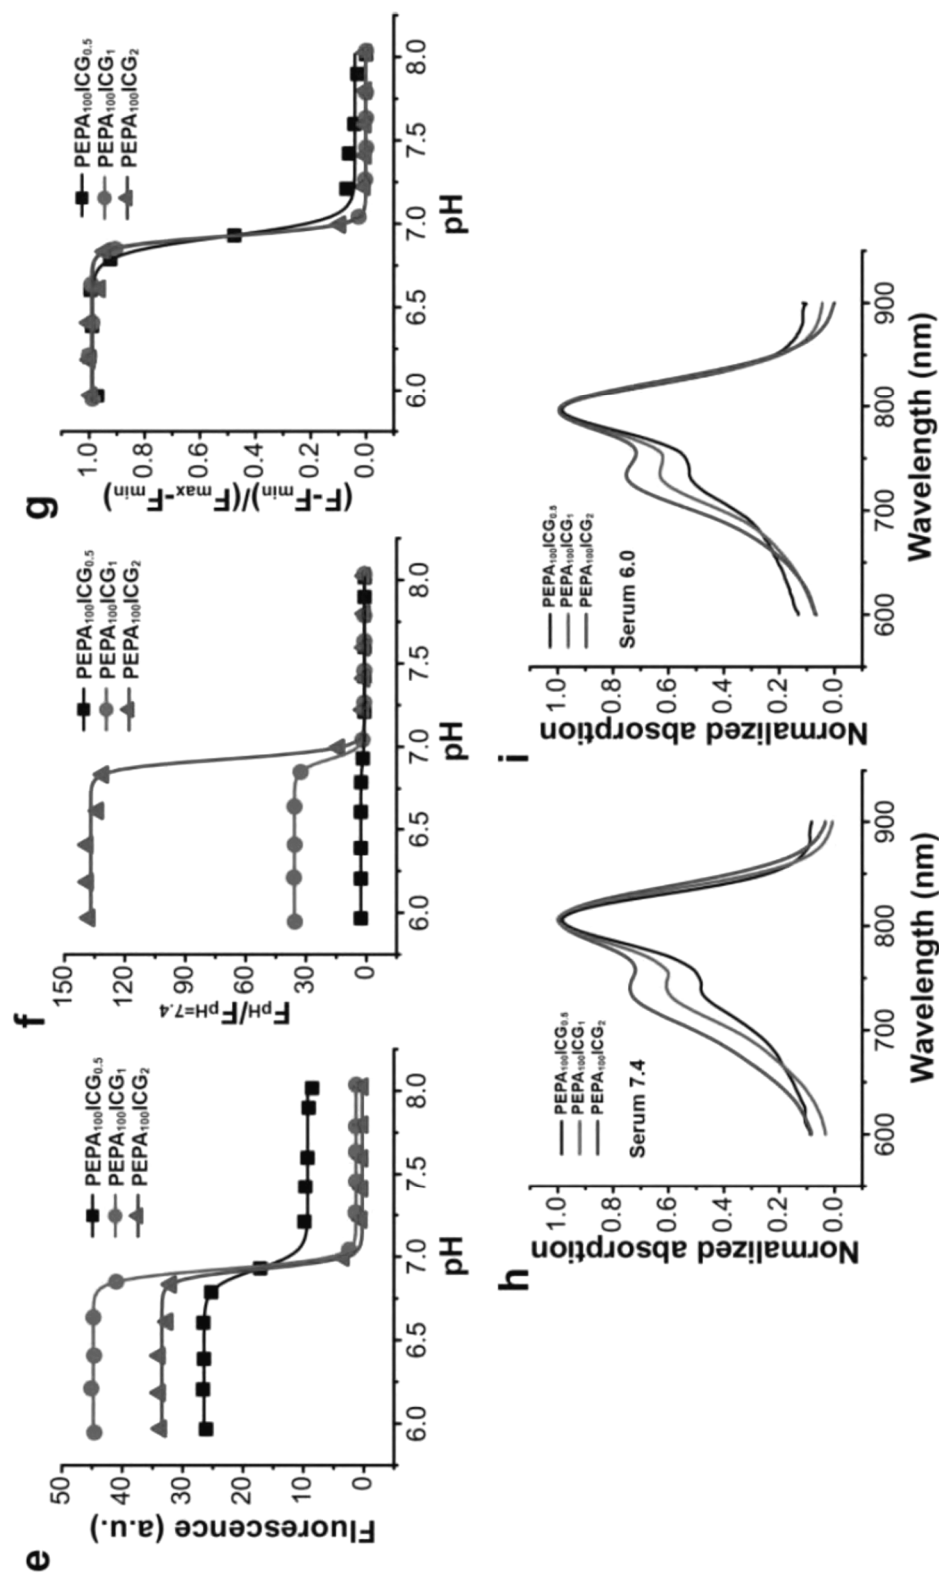 e
Fluorescence (a.u.)
50
40
30
20
10
0
PEPA₁₀₀ICG₀.₅
PEPA₁₀₀ICG₁
PEPA₁₀₀ICG₂
6.0 6.5 7.0 7.5 8.0
pH
f
F_pH/F_pH=7.4
150
120
90
60
30
0
PEPA₁₀₀ICG₀.₅
PEPA₁₀₀ICG₁
PEPA₁₀₀ICG₂
6.0 6.5 7.0 7.5 8.0
pH
g
(F-F_min)/(F_max-F_min)
1.0
0.8
0.6
0.4
0.2
0.0
PEPA₁₀₀ICG₀.₅
PEPA₁₀₀ICG₁
PEPA₁₀₀ICG₂
6.0 6.5 7.0 7.5 8.0
pH
h
Normalized absorption
1.0
0.8
0.6
0.4
0.2
0.0
PEPA₁₀₀ICG₀.₅
PEPA₁₀₀ICG₁
PEPA₁₀₀ICG₂
Serum 7.4
600 700 800 900
Wavelength (nm)
i
Normalized absorption
1.0
0.8
0.6
0.4
0.2
0.0
PEPA₁₀₀ICG₀.₅
PEPA₁₀₀ICG₁
PEPA₁₀₀ICG₂
Serum 6.0
600 700 800 900
Wavelength (nm)